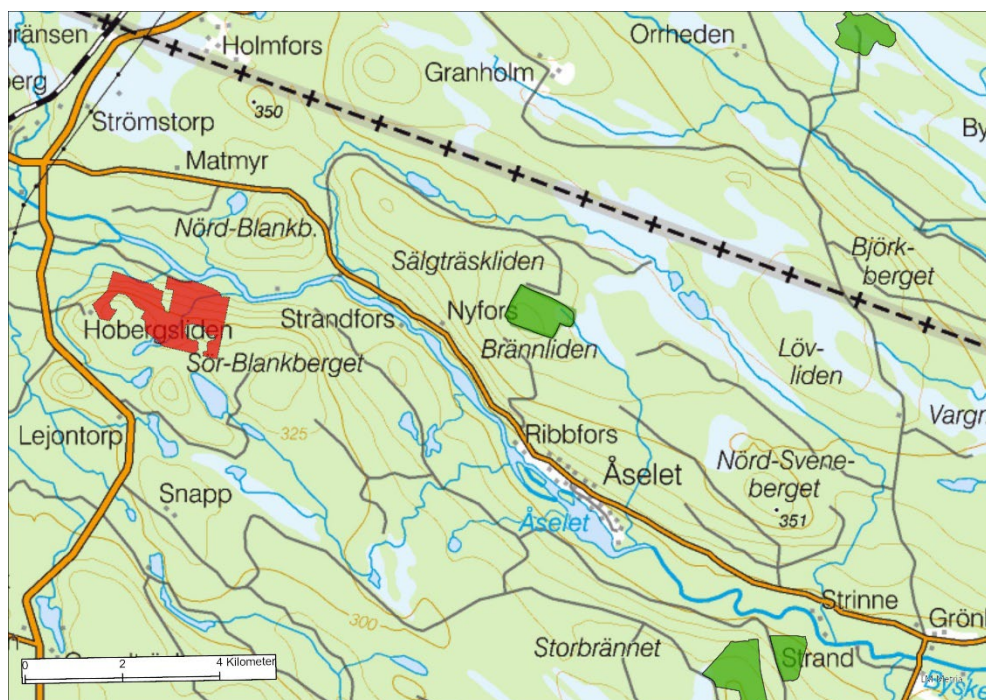 gränsen
Holmfors
Orrheden
Granholm
berg
350
Strömstorp
By
Matmyr
Nörd-Blankb.
Björk-
berget
Sälgträskliden
Nyfors
Hobergsliden
Strandfors
Brännliden
Löv-
liden
Sör-Blankberget
Vargr
Lejontorp
325
Ribbfors
Åselet
Nörd-Svene-
berget
Snapp
351
Åselet
300
Strinne
Grönl
Storbrännet
Strand
0 2 4 Kilometer
Byske